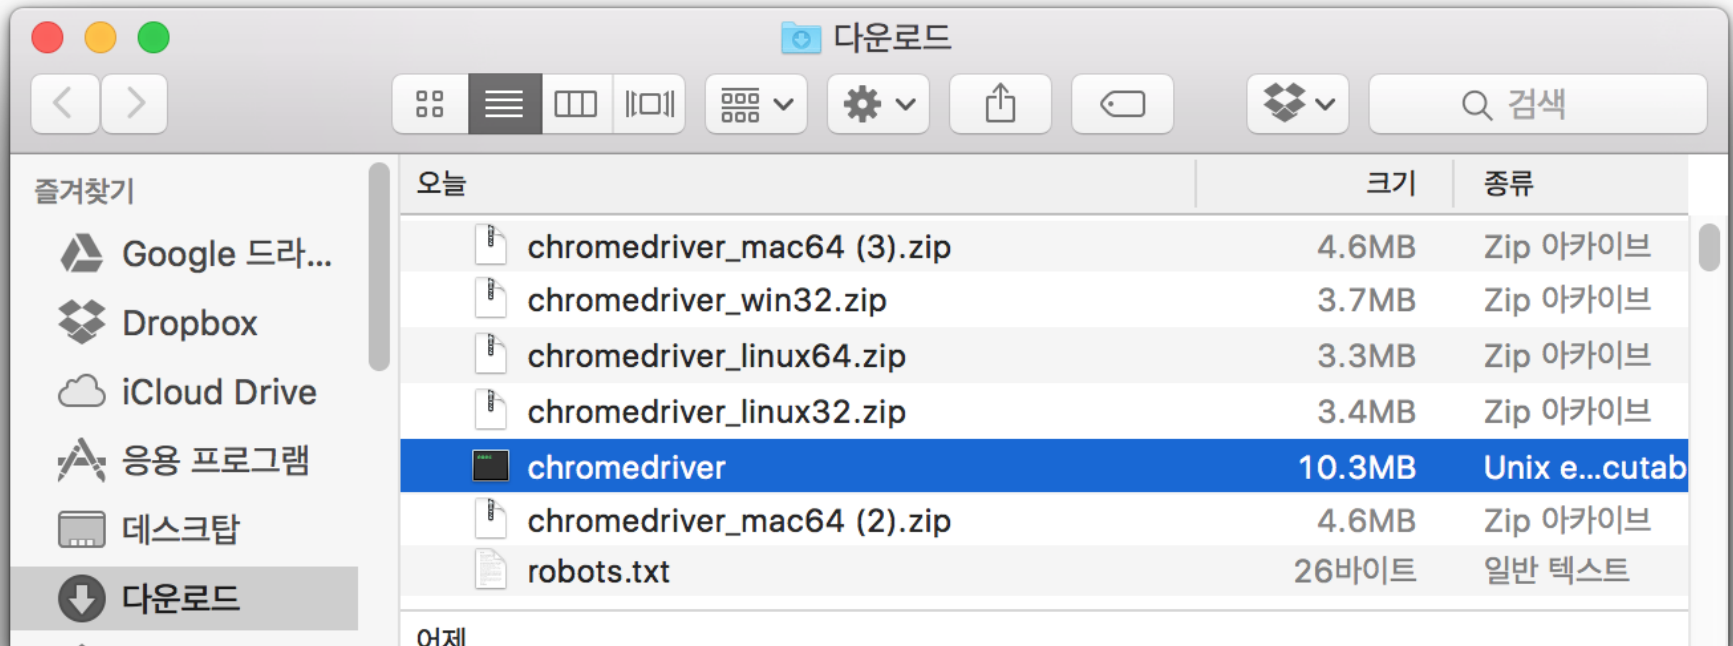 다운로드
검색
즐겨찾기
Google 드라...
Dropbox
iCloud Drive
응용 프로그램
데스크탑
다운로드
오늘 크기 종류
chromedriver_mac64 (3).zip 4.6MB Zip 아카이브
chromedriver_win32.zip 3.7MB Zip 아카이브
chromedriver_linux64.zip 3.3MB Zip 아카이브
chromedriver_linux32.zip 3.4MB Zip 아카이브
chromedriver 10.3MB Unix e...cutab
chromedriver_mac64 (2).zip 4.6MB Zip 아카이브
robots.txt 26바이트 일반 텍스트
어제